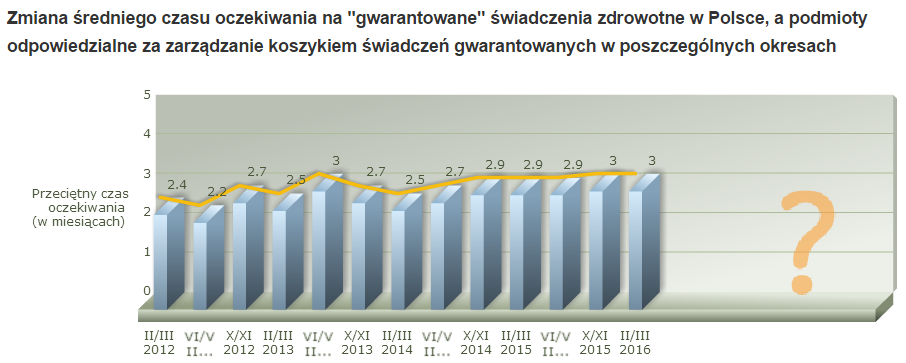 Zmiana średniego czasu oczekiwania na "gwarantowane" świadczenia zdrowotne w Polsce, a podmioty
odpowiedzialne za zarządzanie koszykiem świadczeń gwarantowanych w poszczególnych okresach
5
4
3
2
1
0
Przeciętny czas
oczekiwania
(w miesiącach)
2.4
2.2
2.7
2.5
3
2.7
2.5
2.7
2.9
2.9
2.9
3
3
?
II/III
2012
VI/V
II...
X/XI
2012
II/III
2013
VI/V
II...
X/XI
2013
II/III
2014
VI/V
II...
X/XI
2014
II/III
2015
VI/V
II...
X/XI
2015
II/III
2016